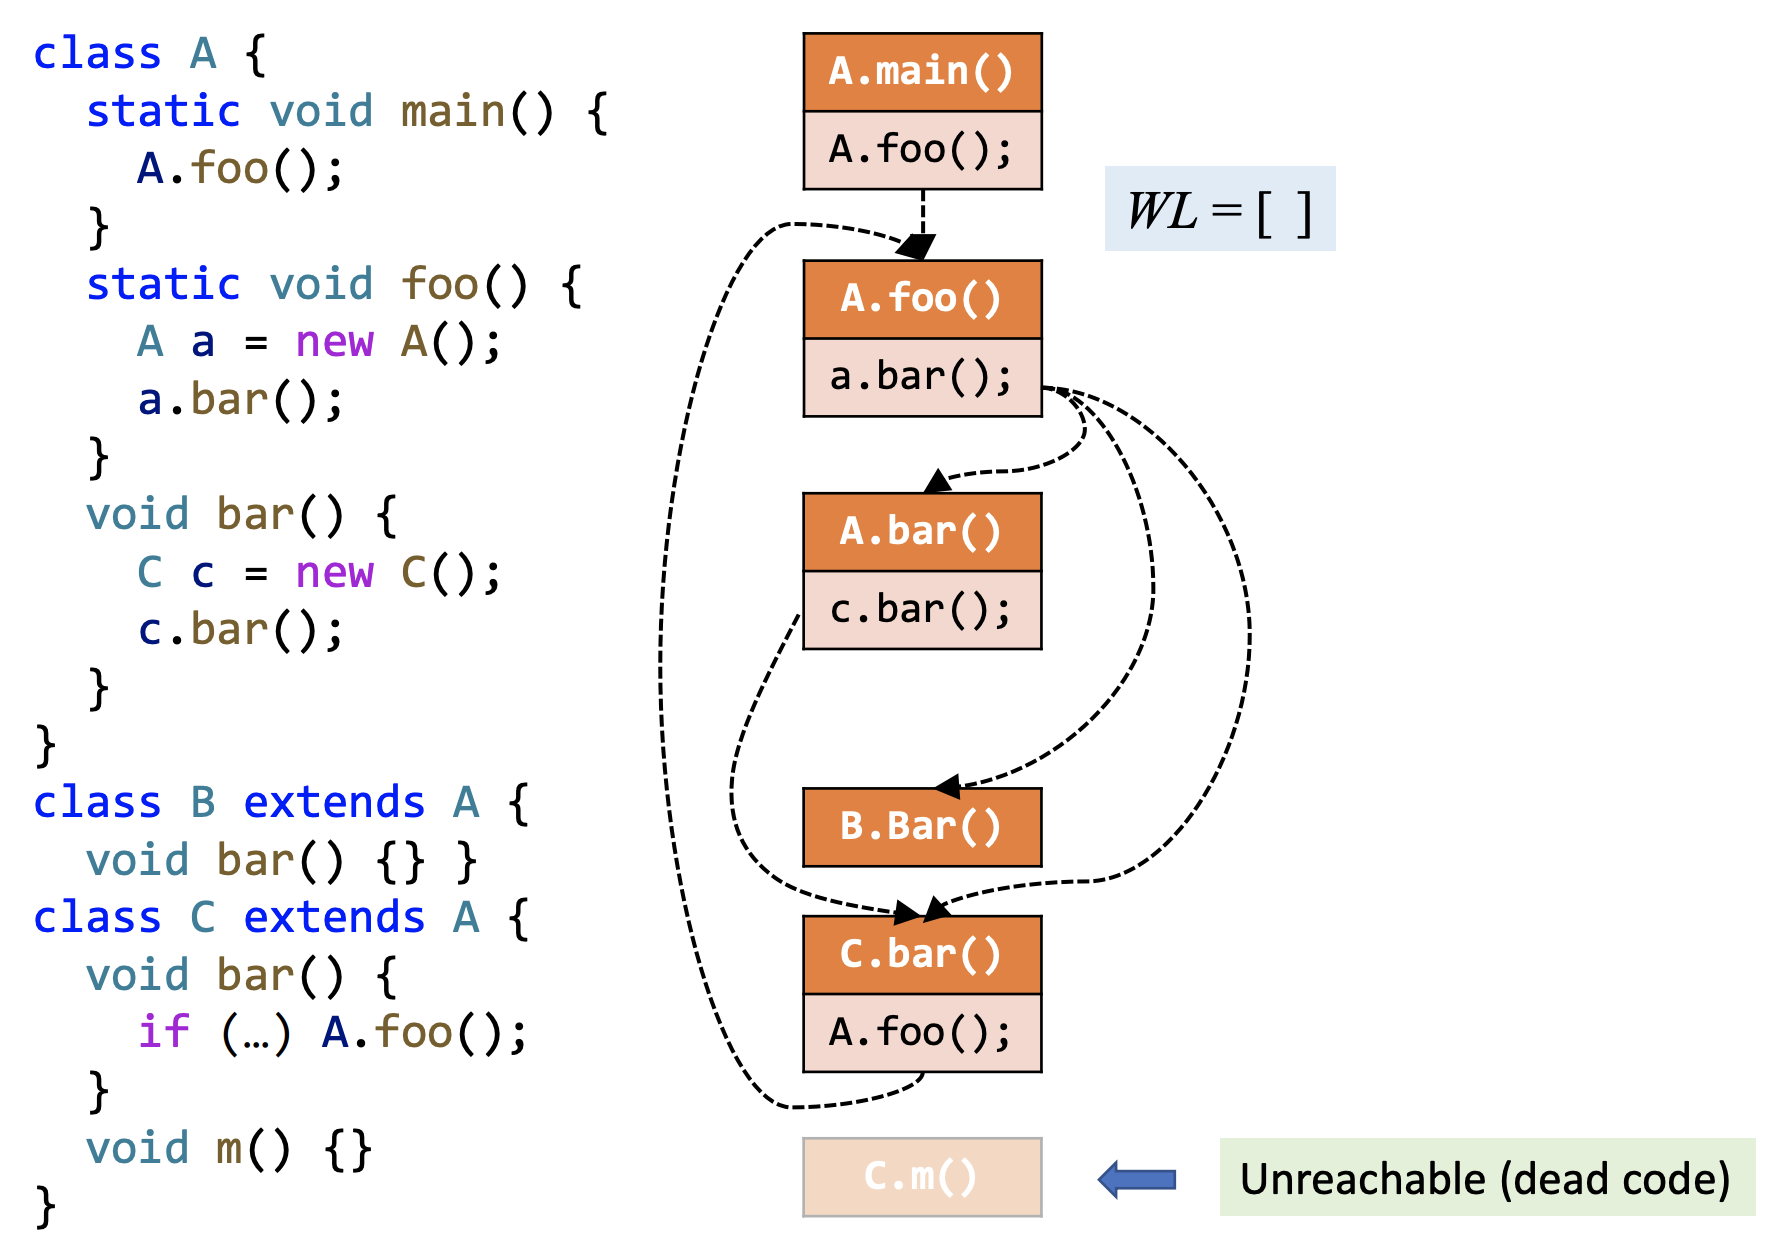 class A {
  static void main() {
    A.foo();
  }
  static void foo() {
    A a = new A();
    a.bar();
  }
  void bar() {
    C c = new C();
    c.bar();
  }
}
class B extends A {
  void bar() {} }
class C extends A {
  void bar() {
    if (…) A.foo();
  }
  void m() {}
}
A.main()
A.foo();
WL = [ ]
A.foo()
a.bar();
A.bar()
c.bar();
B.Bar()
C.bar()
A.foo();
C.m()
Unreachable (dead code)